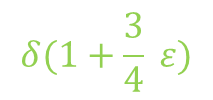 δ(1 + 3/4 ε)